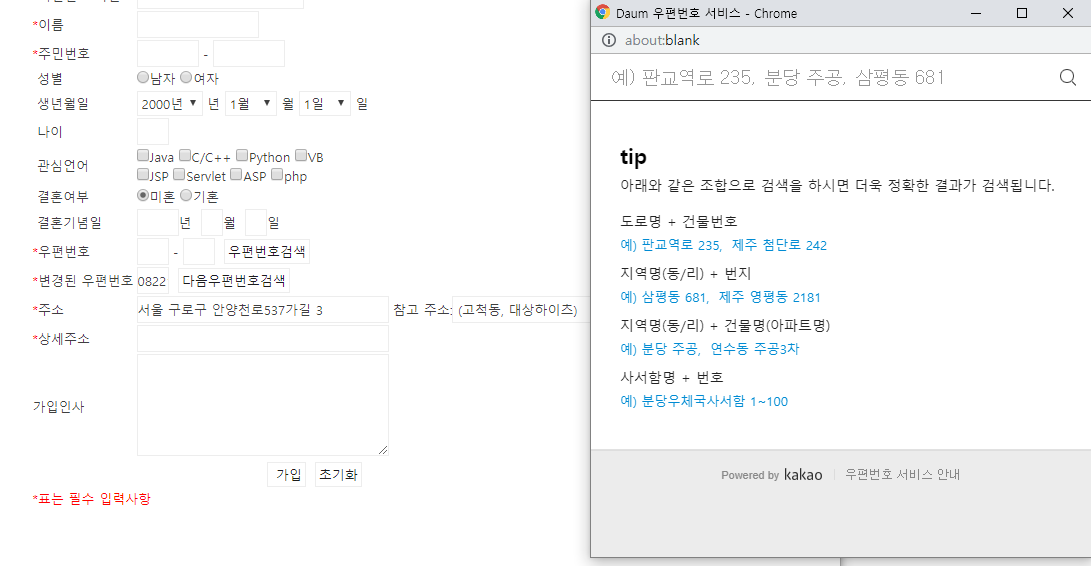 *이름
*주민번호 -
성별 남자 여자
생년월일 2000년 년 1월 월 1일 일
나이
관심언어 Java C/C++ Python VB
JSP Servlet ASP php
결혼여부 미혼 기혼
결혼기념일 년 월 일
*우편번호 - 우편번호검색
*변경된 우편번호 0822 다음우편번호검색
*주소 서울 구로구 안양천로537가길 3 참고 주소: (고척동, 대상하이츠)
*상세주소
가입인사
가입 초기화
*표는 필수 입력사항
Daum 우편번호 서비스 - Chrome
about:blank
예) 판교역로 235, 분당 주공, 삼평동 681
tip
아래와 같은 조합으로 검색을 하시면 더욱 정확한 결과가 검색됩니다.
도로명 + 건물번호
예) 판교역로 235, 제주 첨단로 242
지역명(동/리) + 번지
예) 삼평동 681, 제주 영평동 2181
지역명(동/리) + 건물명(아파트명)
예) 분당 주공, 연수동 주공3차
사서함명 + 번호
예) 분당우체국사서함 1~100
Powered by kakao 우편번호 서비스 안내